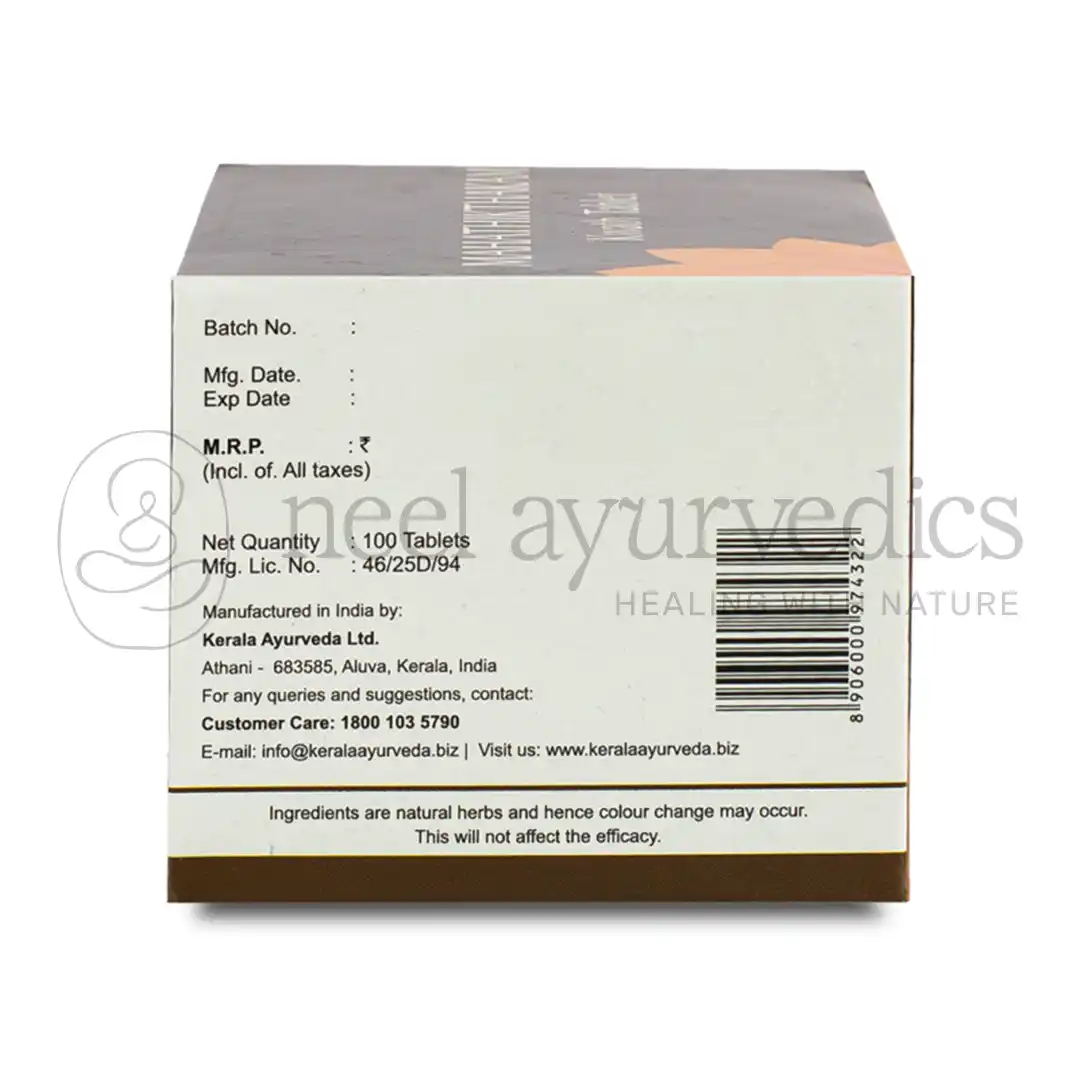 MAHATHIKTHAKAM
Kwath Tablet
Batch No. :
Mfg. Date. :
Exp Date :
M.R.P. : ₹
(Incl. of. All taxes)
neel ayurvedics
HEALING WITH NATURE
Net Quantity : 100 Tablets
Mfg. Lic. No. : 46/25D/94
Manufactured in India by:
Kerala Ayurveda Ltd.
Athani - 683585, Aluva, Kerala, India
For any queries and suggestions, contact:
Customer Care: 1800 103 5790
E-mail: info@keralaayurveda.biz | Visit us: www.keralaayurveda.biz
8 906000 974322
Ingredients are natural herbs and hence colour change may occur.
This will not affect the efficacy.